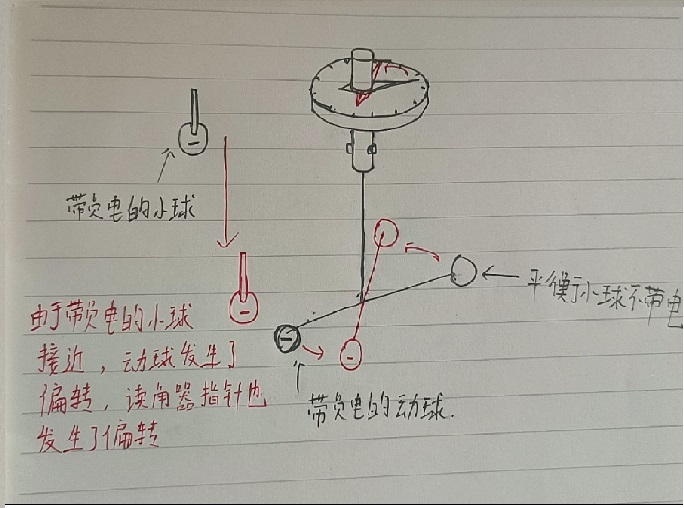 带负电的小球
平衡小球不带电
由于带负电的小球
接近，动球发生了
偏转，读角器指针也
发生了偏转
带负电的动球.